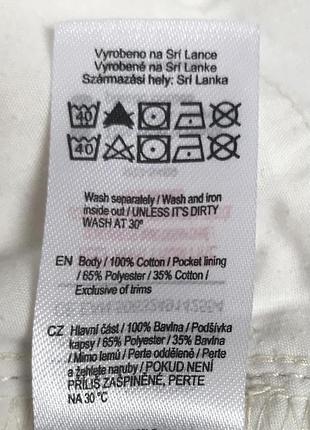 Vyrobeno na Srí Lance
Vyrobené na Srí Lanke
Származási hely: Srí Lanka
40
40
Wash separately / Wash and iron
inside out / UNLESS IT'S DIRTY
WASH AT 30°
EN Body / 100% Cotton / Pocket lining
/ 65% Polyester / 35% Cotton /
Exclusive of trims
CZ Hlavní část / 100% Bavlna / Podšívka
kapsy / 65% Polyester / 35% Bavlna
/ Mimo lemů / Perte odděleně / Perte
a žehlete naruby / POKUD NENÍ
PŘÍLIŠ ZAŠPINĚNÉ, PERTE
NA 30 °C